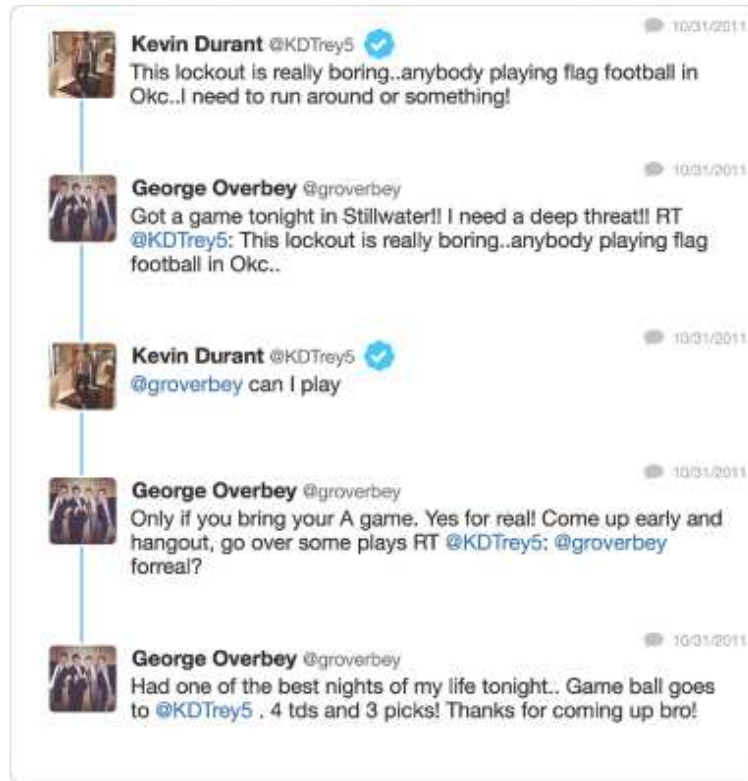 10/31/2011
Kevin Durant @KDTrey5
This lockout is really boring..anybody playing flag football in
Okc..I need to run around or something!
10/31/2011
George Overbey @groverbey
Got a game tonight in Stillwater!! I need a deep threat!! RT
@KDTrey5: This lockout is really boring..anybody playing flag
football in Okc..
10/31/2011
Kevin Durant @KDTrey5
@groverbey can I play
10/31/2011
George Overbey @groverbey
Only if you bring your A game. Yes for real! Come up early and
hangout, go over some plays RT @KDTrey5: @groverbey
forreal?
10/31/2011
George Overbey @groverbey
Had one of the best nights of my life tonight.. Game ball goes
to @KDTrey5 . 4 tds and 3 picks! Thanks for coming up bro!